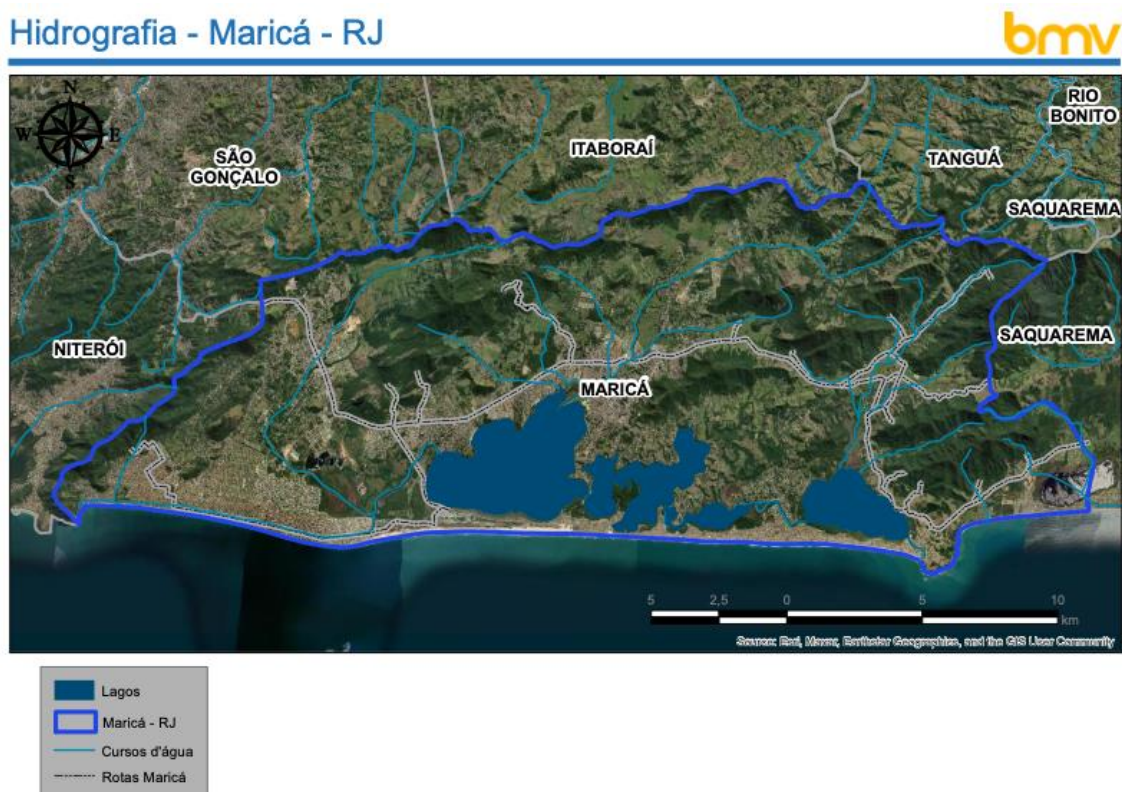 Hidrografia - Maricá - RJ
bmv
N
W
E
S
RIO
BONITO
ITABORAÍ
SÃO
GONÇALO
TANGUÁ
SAQUAREMA
NITERÓI
SAQUAREMA
MARICÁ
5 2,5 0 5 10
km
Source: Esri, Maxar, Earthstar Geographics, and the GIS User Community
Lagos
Maricá - RJ
Cursos d'água
Rotas Maricá